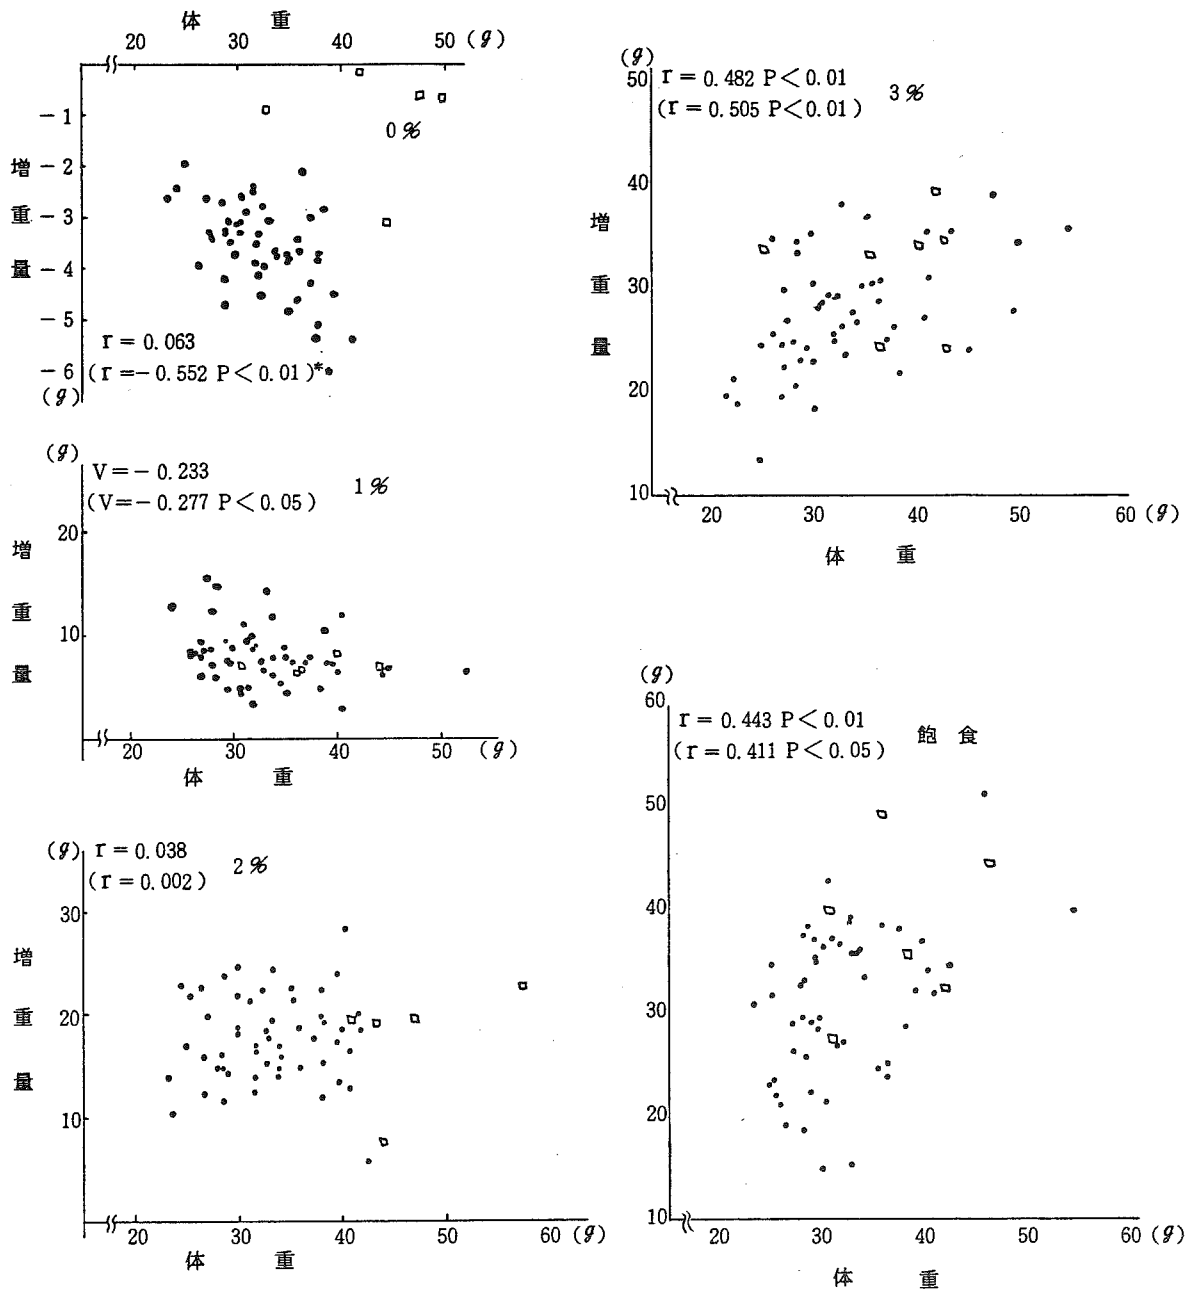 体 重
20 30 40 50 (g)
-1
-2
-3
-4
-5
-6
(g)
増
重
量
0%
r = 0.063
(r=-0.552 P<0.01)*
(g)
V=-0.233
(V=-0.277 P<0.05)
1%
20
10
増
重
量
20 30 40 50 (g)
体 重
(g)
r = 0.038
(r = 0.002)
2%
30
20
10
増
重
量
20 30 40 50 60 (g)
体 重
(g)
50
r = 0.482 P<0.01
(r = 0.505 P<0.01)
3%
40
30
20
10
増
重
量
20 30 40 50 60 (g)
体 重
(g)
60
r = 0.443 P<0.01
(r = 0.411 P<0.05)
飽 食
50
40
30
20
10
20 30 40 50 60 (g)
体 重